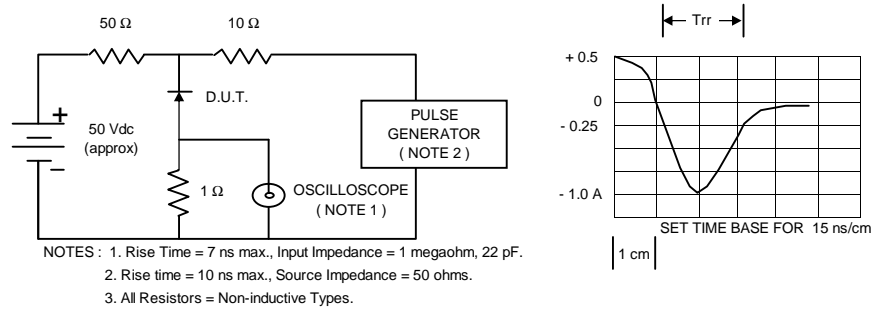 50 Ω
10 Ω
D.U.T.
+
50 Vdc
(approx)
−
1 Ω
OSCILLOSCOPE
( NOTE 1 )
PULSE
GENERATOR
( NOTE 2 )
NOTES : 1. Rise Time = 7 ns max., Input Impedance = 1 megaohm, 22 pF.
2. Rise time = 10 ns max., Source Impedance = 50 ohms.
3. All Resistors = Non-inductive Types.
Trr
+ 0.5
0
- 0.25
- 1.0 A
SET TIME BASE FOR 15 ns/cm
1 cm